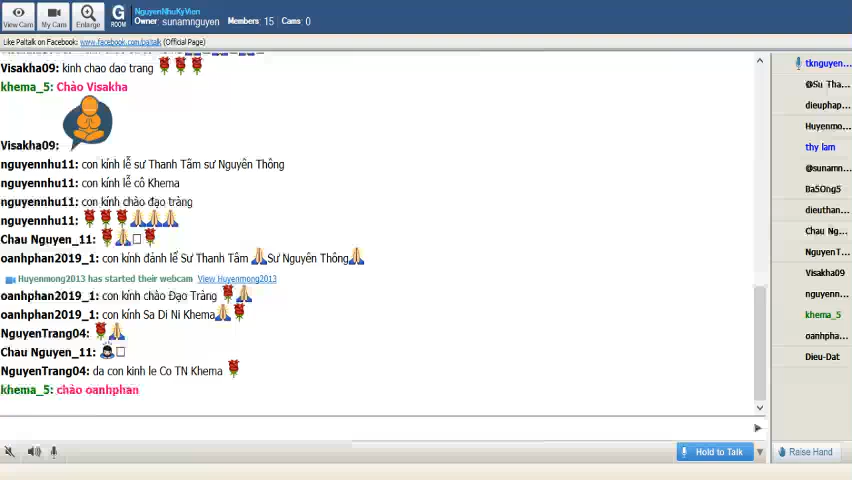 NguyenNhuKyVien
G Owner: sunamnguyen Members: 15 Cams: 0
View Cam My Cam Enlarge ROOM
Like Paltalk on Facebook: www.facebook.com/paltalk (Official Page)
Visakha09: kinh chao dao trang
khema_5: Chào Visakha
Visakha09:
nguyennhu11: con kính lễ sư Thanh Tâm sư Nguyên Thông
nguyennhu11: con kính lễ cô Khema
nguyennhu11: con kính chào đạo tràng
nguyennhu11:
Chau Nguyen_11:
oanhphan2019_1: con kính đảnh lễ Sư Thanh Tâm Sư Nguyên Thông
Huyenmong2013 has started their webcam View Huyenmong2013
oanhphan2019_1: con kính chào Đạo Tràng
oanhphan2019_1: con kính Sa Di Ni Khema
NguyenTrang04:
Chau Nguyen_11:
NguyenTrang04: da con kinh le Co TN Khema
khema_5: chào oanhphan
Hold to Talk
tknguyen...
@Su Tha...
dieuphap...
Huyenmo...
thy lam
@sunamn...
Ba5Ong5
dieuthan...
Chau Ng...
NguyenT...
Visakha09
nguyenn...
khema_5
oanhpha...
Dieu-Dat
Raise Hand